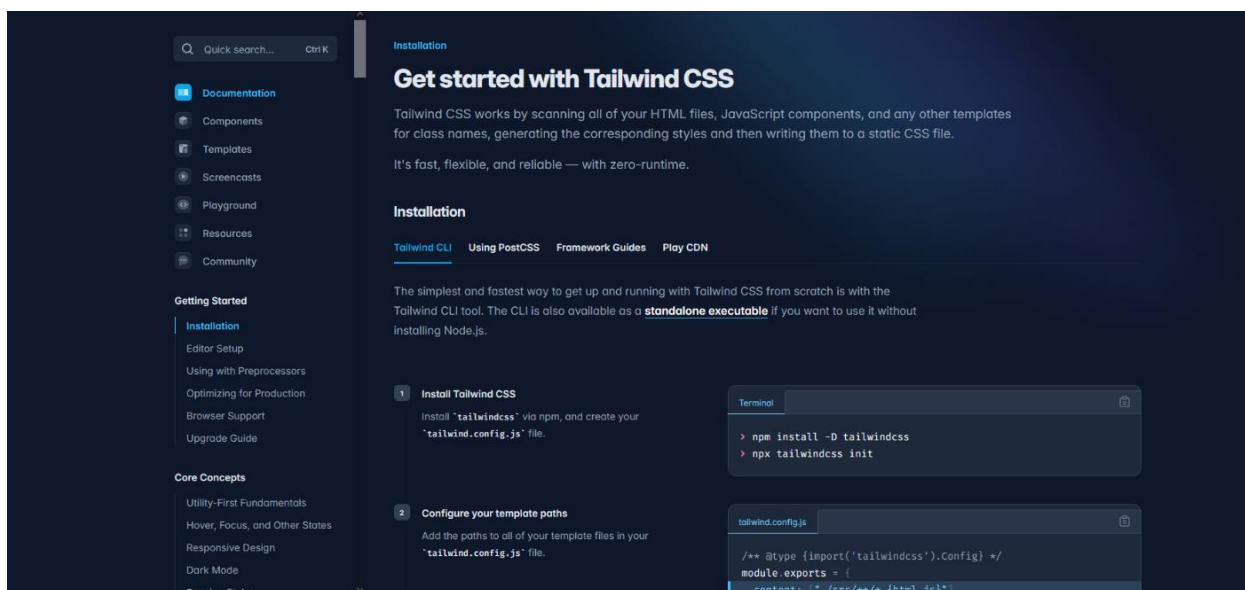 Quick search...
Ctrl K
Documentation
Components
Templates
Screencasts
Playground
Resources
Community
Getting Started
Installation
Editor Setup
Using with Preprocessors
Optimizing for Production
Browser Support
Upgrade Guide
Core Concepts
Utility-First Fundamentals
Hover, Focus, and Other States
Responsive Design
Dark Mode
Installation
Get started with Tailwind CSS
Tailwind CSS works by scanning all of your HTML files, JavaScript components, and any other templates
for class names, generating the corresponding styles and then writing them to a static CSS file.
It's fast, flexible, and reliable — with zero-runtime.
Installation
Tailwind CLI Using PostCSS Framework Guides Play CDN
The simplest and fastest way to get up and running with Tailwind CSS from scratch is with the
Tailwind CLI tool. The CLI is also available as a standalone executable if you want to use it without
installing Node.js.
1 Install Tailwind CSS
Install `tailwindcss` via npm, and create your
`tailwind.config.js` file.
Terminal
> npm install -D tailwindcss
> npx tailwindcss init
2 Configure your template paths
Add the paths to all of your template files in your
`tailwind.config.js` file.
tailwind.config.js
/** @type {import('tailwindcss').Config} */
module.exports = {